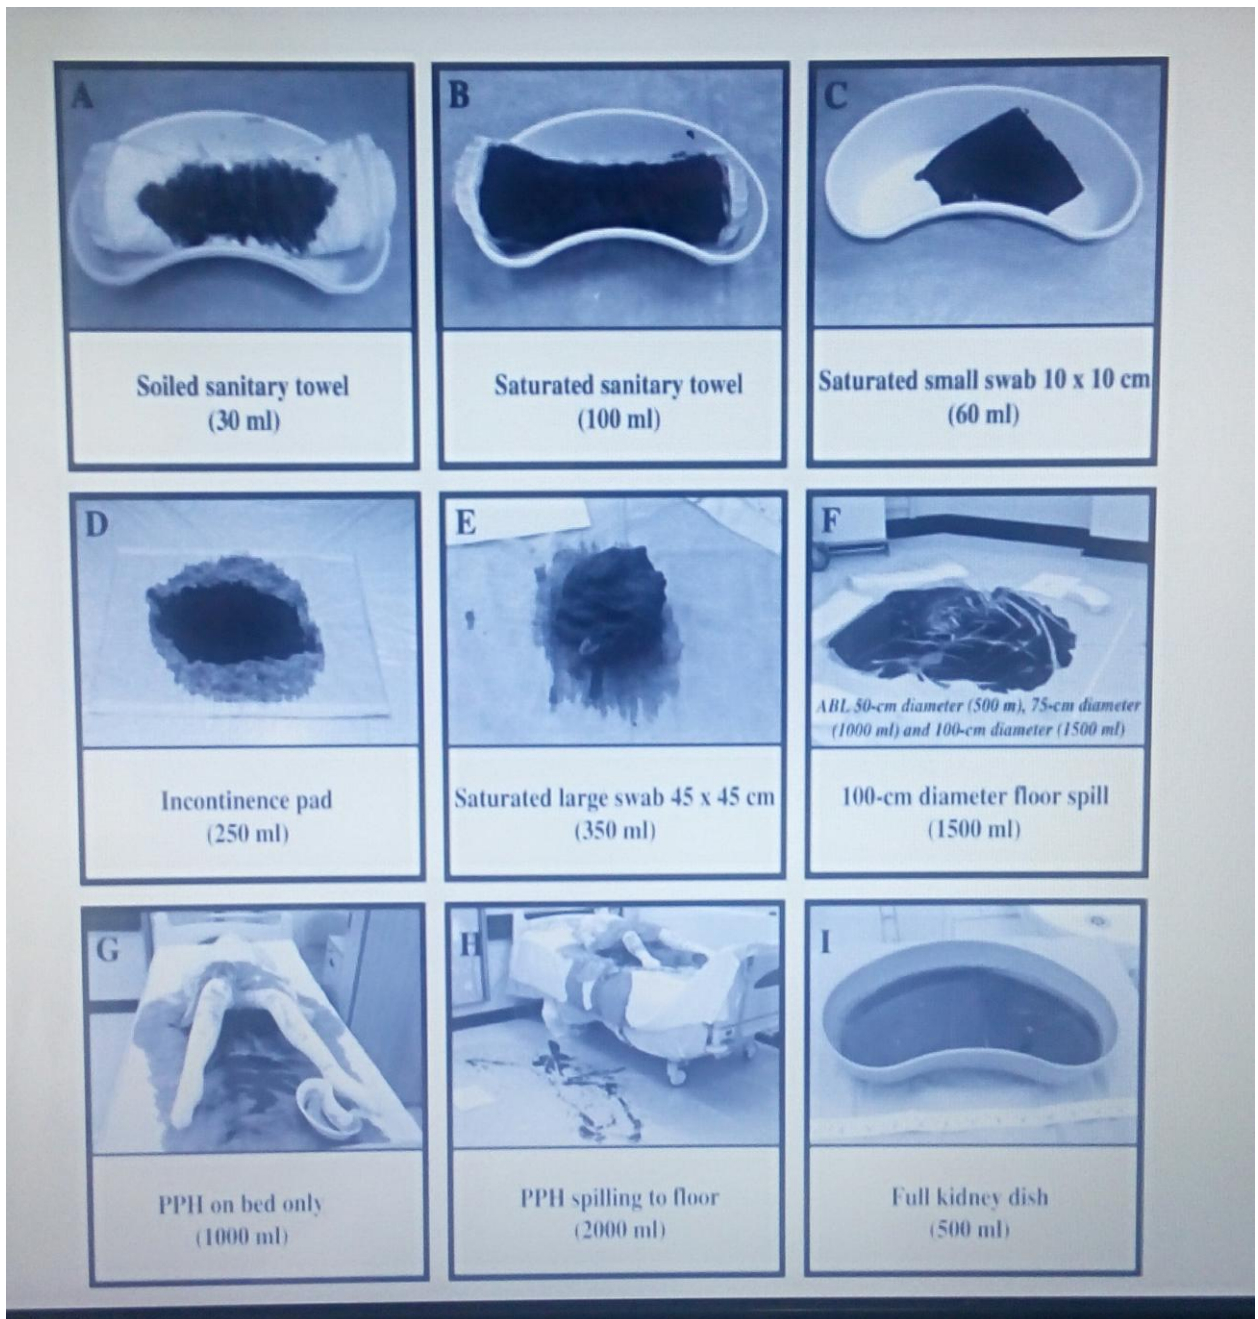 A
B
C
Soiled sanitary towel
(30 ml)
Saturated sanitary towel
(100 ml)
Saturated small swab 10 x 10 cm
(60 ml)
D
E
F
ABL 50-cm diameter (500 m), 75-cm diameter
(1000 ml) and 100-cm diameter (1500 ml)
Incontinence pad
(250 ml)
Saturated large swab 45 x 45 cm
(350 ml)
100-cm diameter floor spill
(1500 ml)
G
H
I
PPH on bed only
(1000 ml)
PPH spilling to floor
(2000 ml)
Full kidney dish
(500 ml)